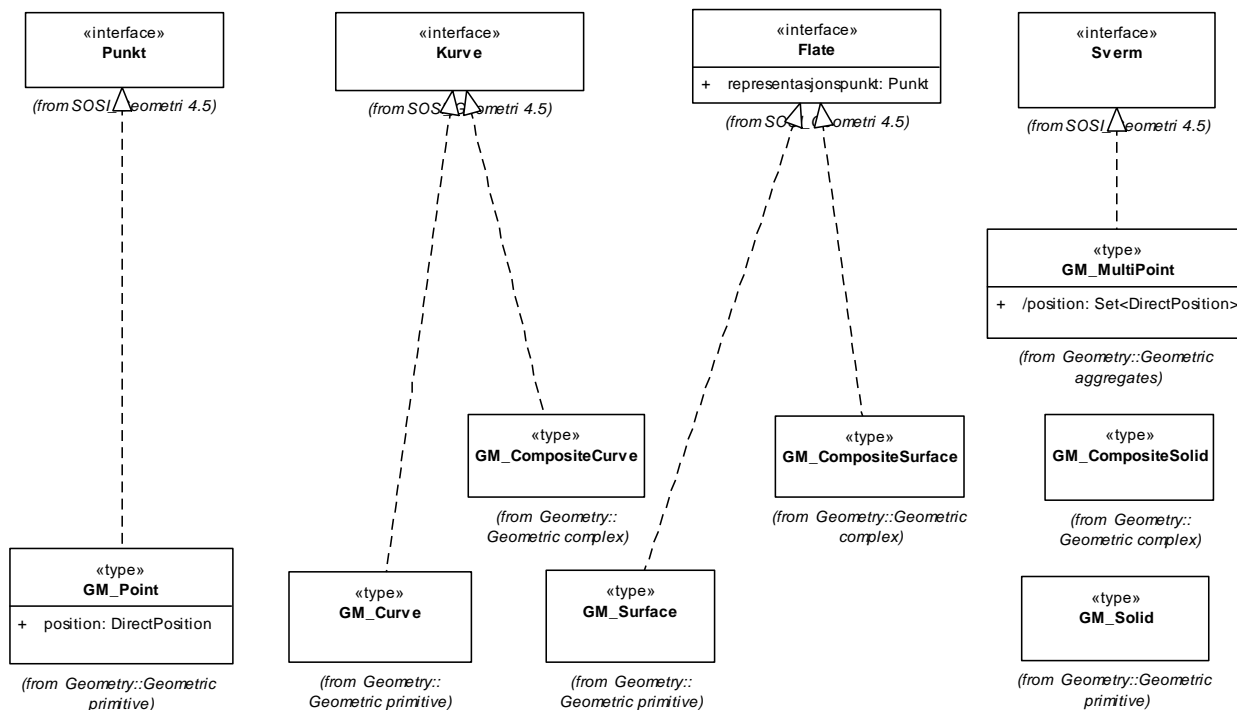 «interface»
Punkt
(from SOSI_Geometri 4.5)
«interface»
Kurve
(from SOSI_Geometri 4.5)
«interface»
Flate
+ representasjonspunkt: Punkt
(from SOSI_Geometri 4.5)
«interface»
Sverm
(from SOSI_Geometri 4.5)
«type»
GM_MultiPoint
+ /position: Set<DirectPosition>
(from Geometry::Geometric
aggregates)
«type»
GM_CompositeCurve
(from Geometry::
Geometric complex)
«type»
GM_CompositeSurface
(from Geometry::Geometric
complex)
«type»
GM_CompositeSolid
(from Geometry::
Geometric complex)
«type»
GM_Point
+ position: DirectPosition
(from Geometry::Geometric
primitive)
«type»
GM_Curve
(from Geometry::
Geometric primitive)
«type»
GM_Surface
(from Geometry::
Geometric primitive)
«type»
GM_Solid
(from Geometry::Geometric
primitive)